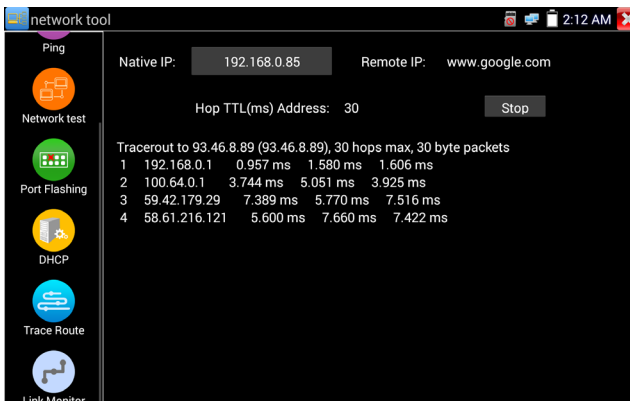 network tool
2:12 AM
Ping
Network test
Port Flashing
DHCP
Trace Route
Link Monitor
Native IP: 192.168.0.85 Remote IP: www.google.com
Hop TTL(ms) Address: 30 Stop
Tracerout to 93.46.8.89 (93.46.8.89), 30 hops max, 30 byte packets
1 192.168.0.1 0.957 ms 1.580 ms 1.606 ms
2 100.64.0.1 3.744 ms 5.051 ms 3.925 ms
3 59.42.179.29 7.389 ms 5.770 ms 7.516 ms
4 58.61.216.121 5.600 ms 7.660 ms 7.422 ms